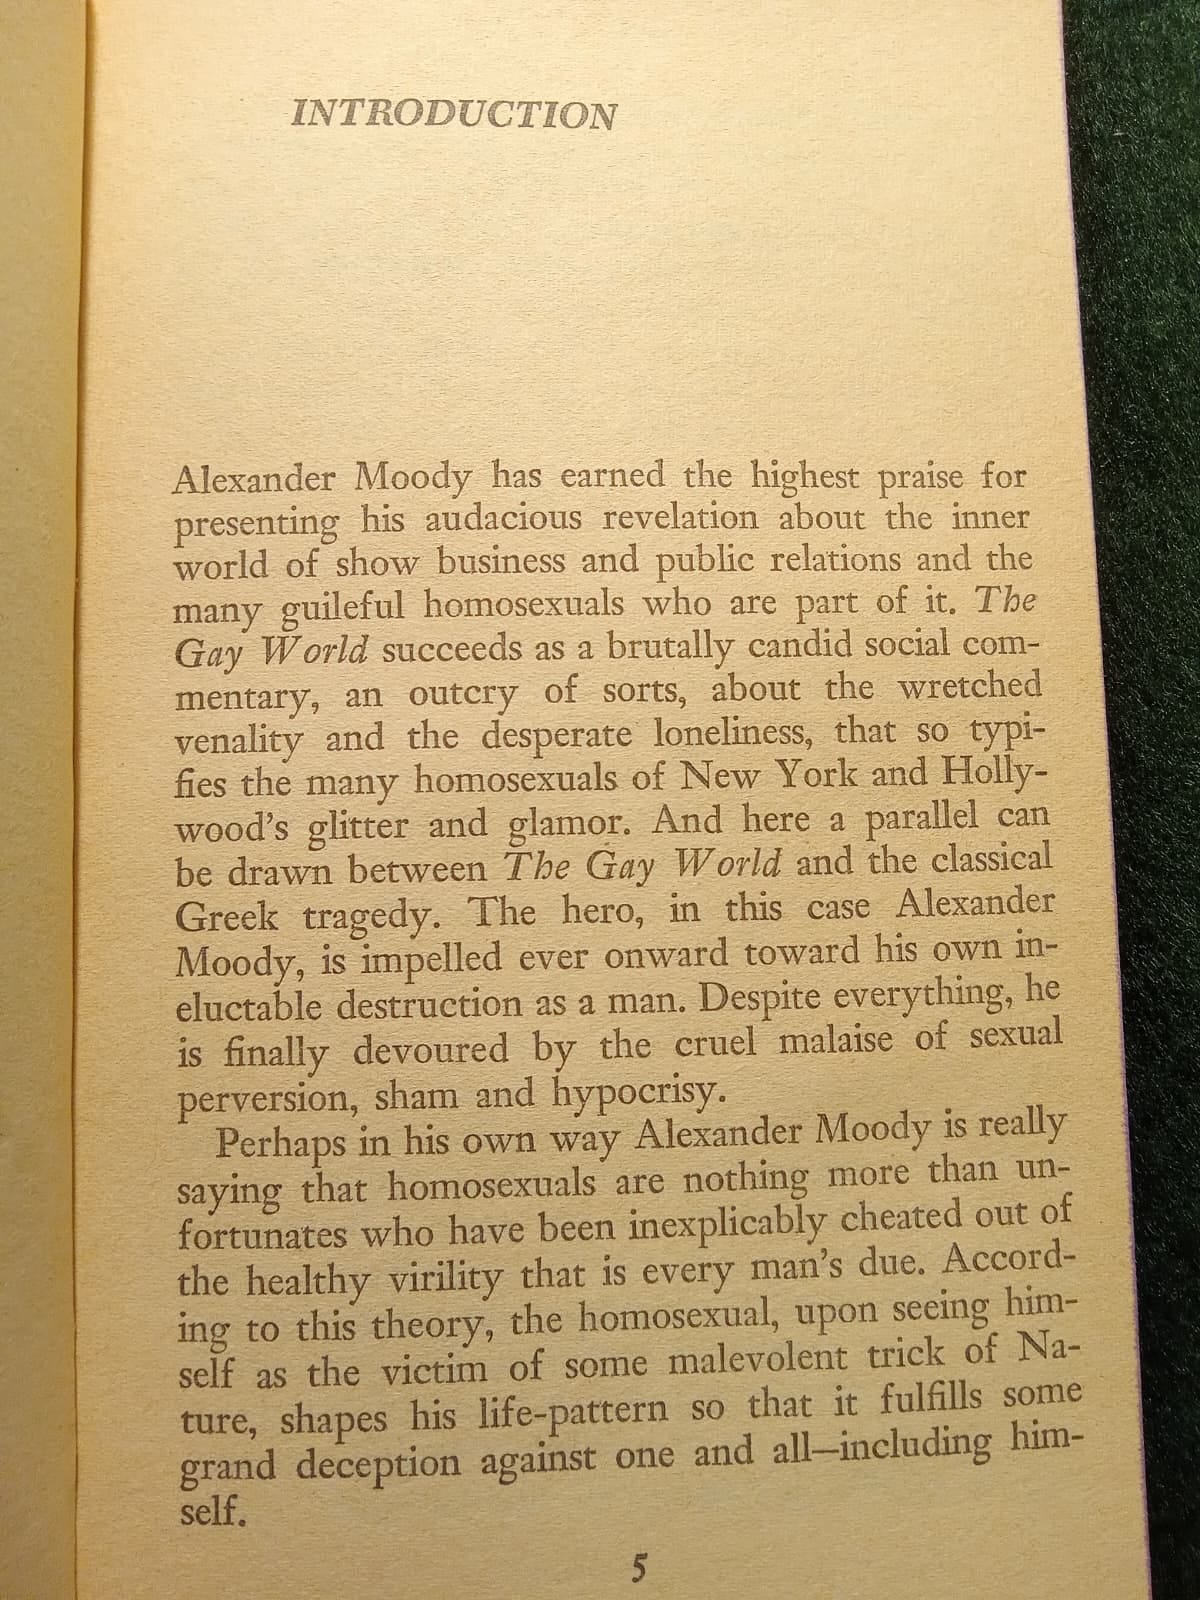 INTRODUCTION
Alexander Moody has earned the highest praise for
presenting his audacious revelation about the inner
world of show business and public relations and the
many guileful homosexuals who are part of it. The
Gay World succeeds as a brutally candid social com-
mentary, an outcry of sorts, about the wretched
venality and the desperate loneliness, that so typi-
fies the many homosexuals of New York and Holly-
wood's glitter and glamor. And here a parallel can
be drawn between The Gay World and the classical
Greek tragedy. The hero, in this case Alexander
Moody, is impelled ever onward toward his own in-
eluctable destruction as a man. Despite everything, he
is finally devoured by the cruel malaise of sexual
perversion, sham and hypocrisy.
Perhaps in his own way Alexander Moody is really
saying that homosexuals are nothing more than un-
fortunates who have been inexplicably cheated out of
the healthy virility that is every man's due. Accord-
ing to this theory, the homosexual, upon seeing him-
self as the victim of some malevolent trick of Na-
ture, shapes his life-pattern so that it fulfills some
grand deception against one and all—including him-
self.
5